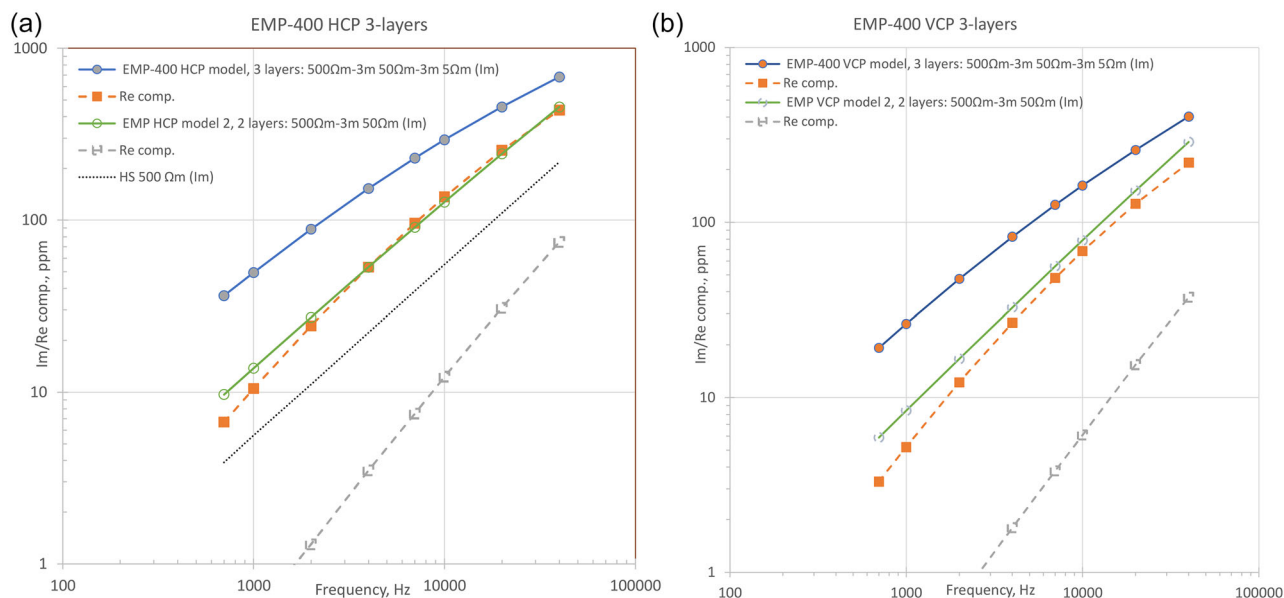 (a)
EMP-400 HCP 3-layers
1000
EMP-400 HCP model, 3 layers: 500Ωm-3m 50Ωm-3m 5Ωm (Im)
Re comp.
EMP HCP model 2, 2 layers: 500Ωm-3m 50Ωm (Im)
Re comp.
HS 500 Ωm (Im)
100
Im/Re comp., ppm
10
1
100
1000
10000
100000
Frequency, Hz
(b)
EMP-400 VCP 3-layers
1000
EMP-400 VCP model, 3 layers: 500Ωm-3m 50Ωm-3m 5Ωm (Im)
Re comp.
EMP VCP model 2, 2 layers: 500Ωm-3m 50Ωm (Im)
Re comp.
100
Im/Re comp., ppm
10
1
100
1000
10000
100000
Frequency, Hz